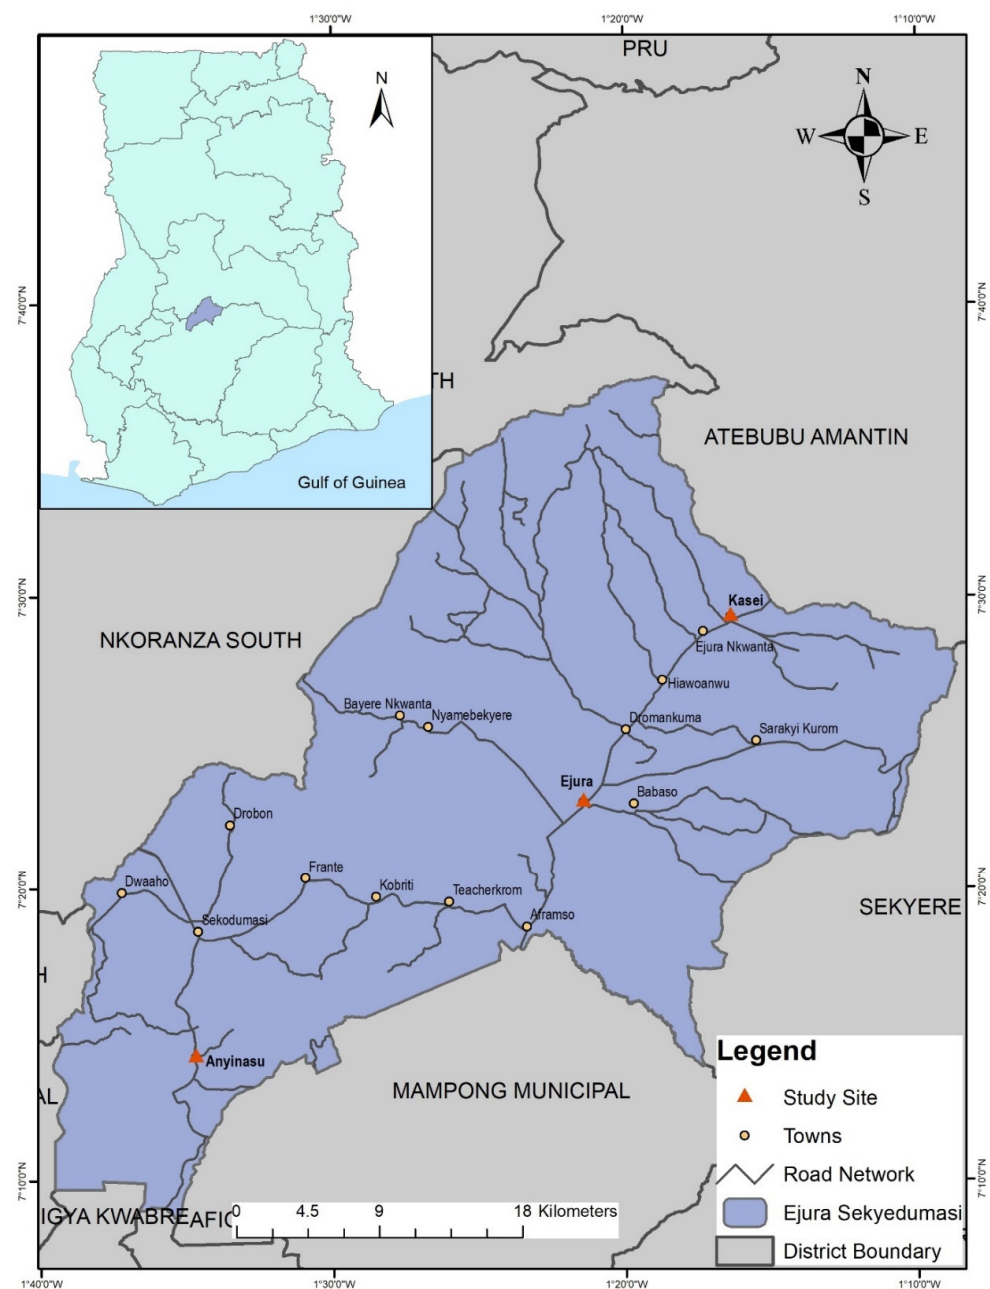 1°30'0"W
1°20'0"W
1°10'0"W
PRU
N
N
W
E
S
7°40'0"N
7°40'0"N
TH
ATEBUBU AMANTIN
Gulf of Guinea
7°30'0"N
7°30'0"N
Kasei
Ejura Nkwanta
NKORANZA SOUTH
Hiawoanwu
Bayere Nkwanta
Nyamebekyere
Dromankuma
Sarakyi Kurom
Ejura
Babaso
Drobon
Frante
Dwaaho
Kobriti
Teacherkrom
7°20'0"N
7°20'0"N
Sekodumasi
Aframso
SEKYERE
H
Anyinasu
MAMPONG MUNICIPAL
AL
Legend
Study Site
Towns
Road Network
Ejura Sekyedumasi
District Boundary
7°10'0"N
7°10'0"N
IGYA KWABRE
AFIG
0 4.5 9 18 Kilometers
1°40'0"W
1°30'0"W
1°20'0"W
1°10'0"W